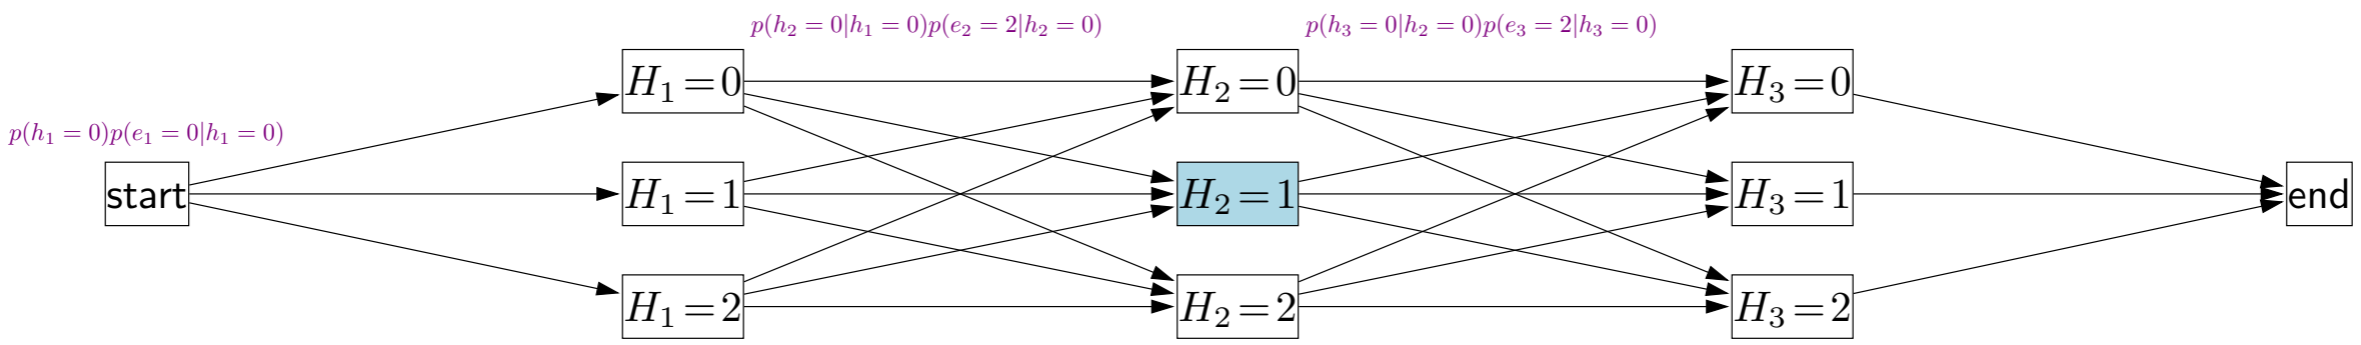 p(h₂ = 0|h₁ = 0)p(e₂ = 2|h₂ = 0) p(h₃ = 0|h₂ = 0)p(e₃ = 2|h₃ = 0)
H₁ = 0 H₂ = 0 H₃ = 0
p(h₁ = 0)p(e₁ = 0|h₁ = 0)
start H₁ = 1 H₂ = 1 H₃ = 1 end
H₁ = 2 H₂ = 2 H₃ = 2